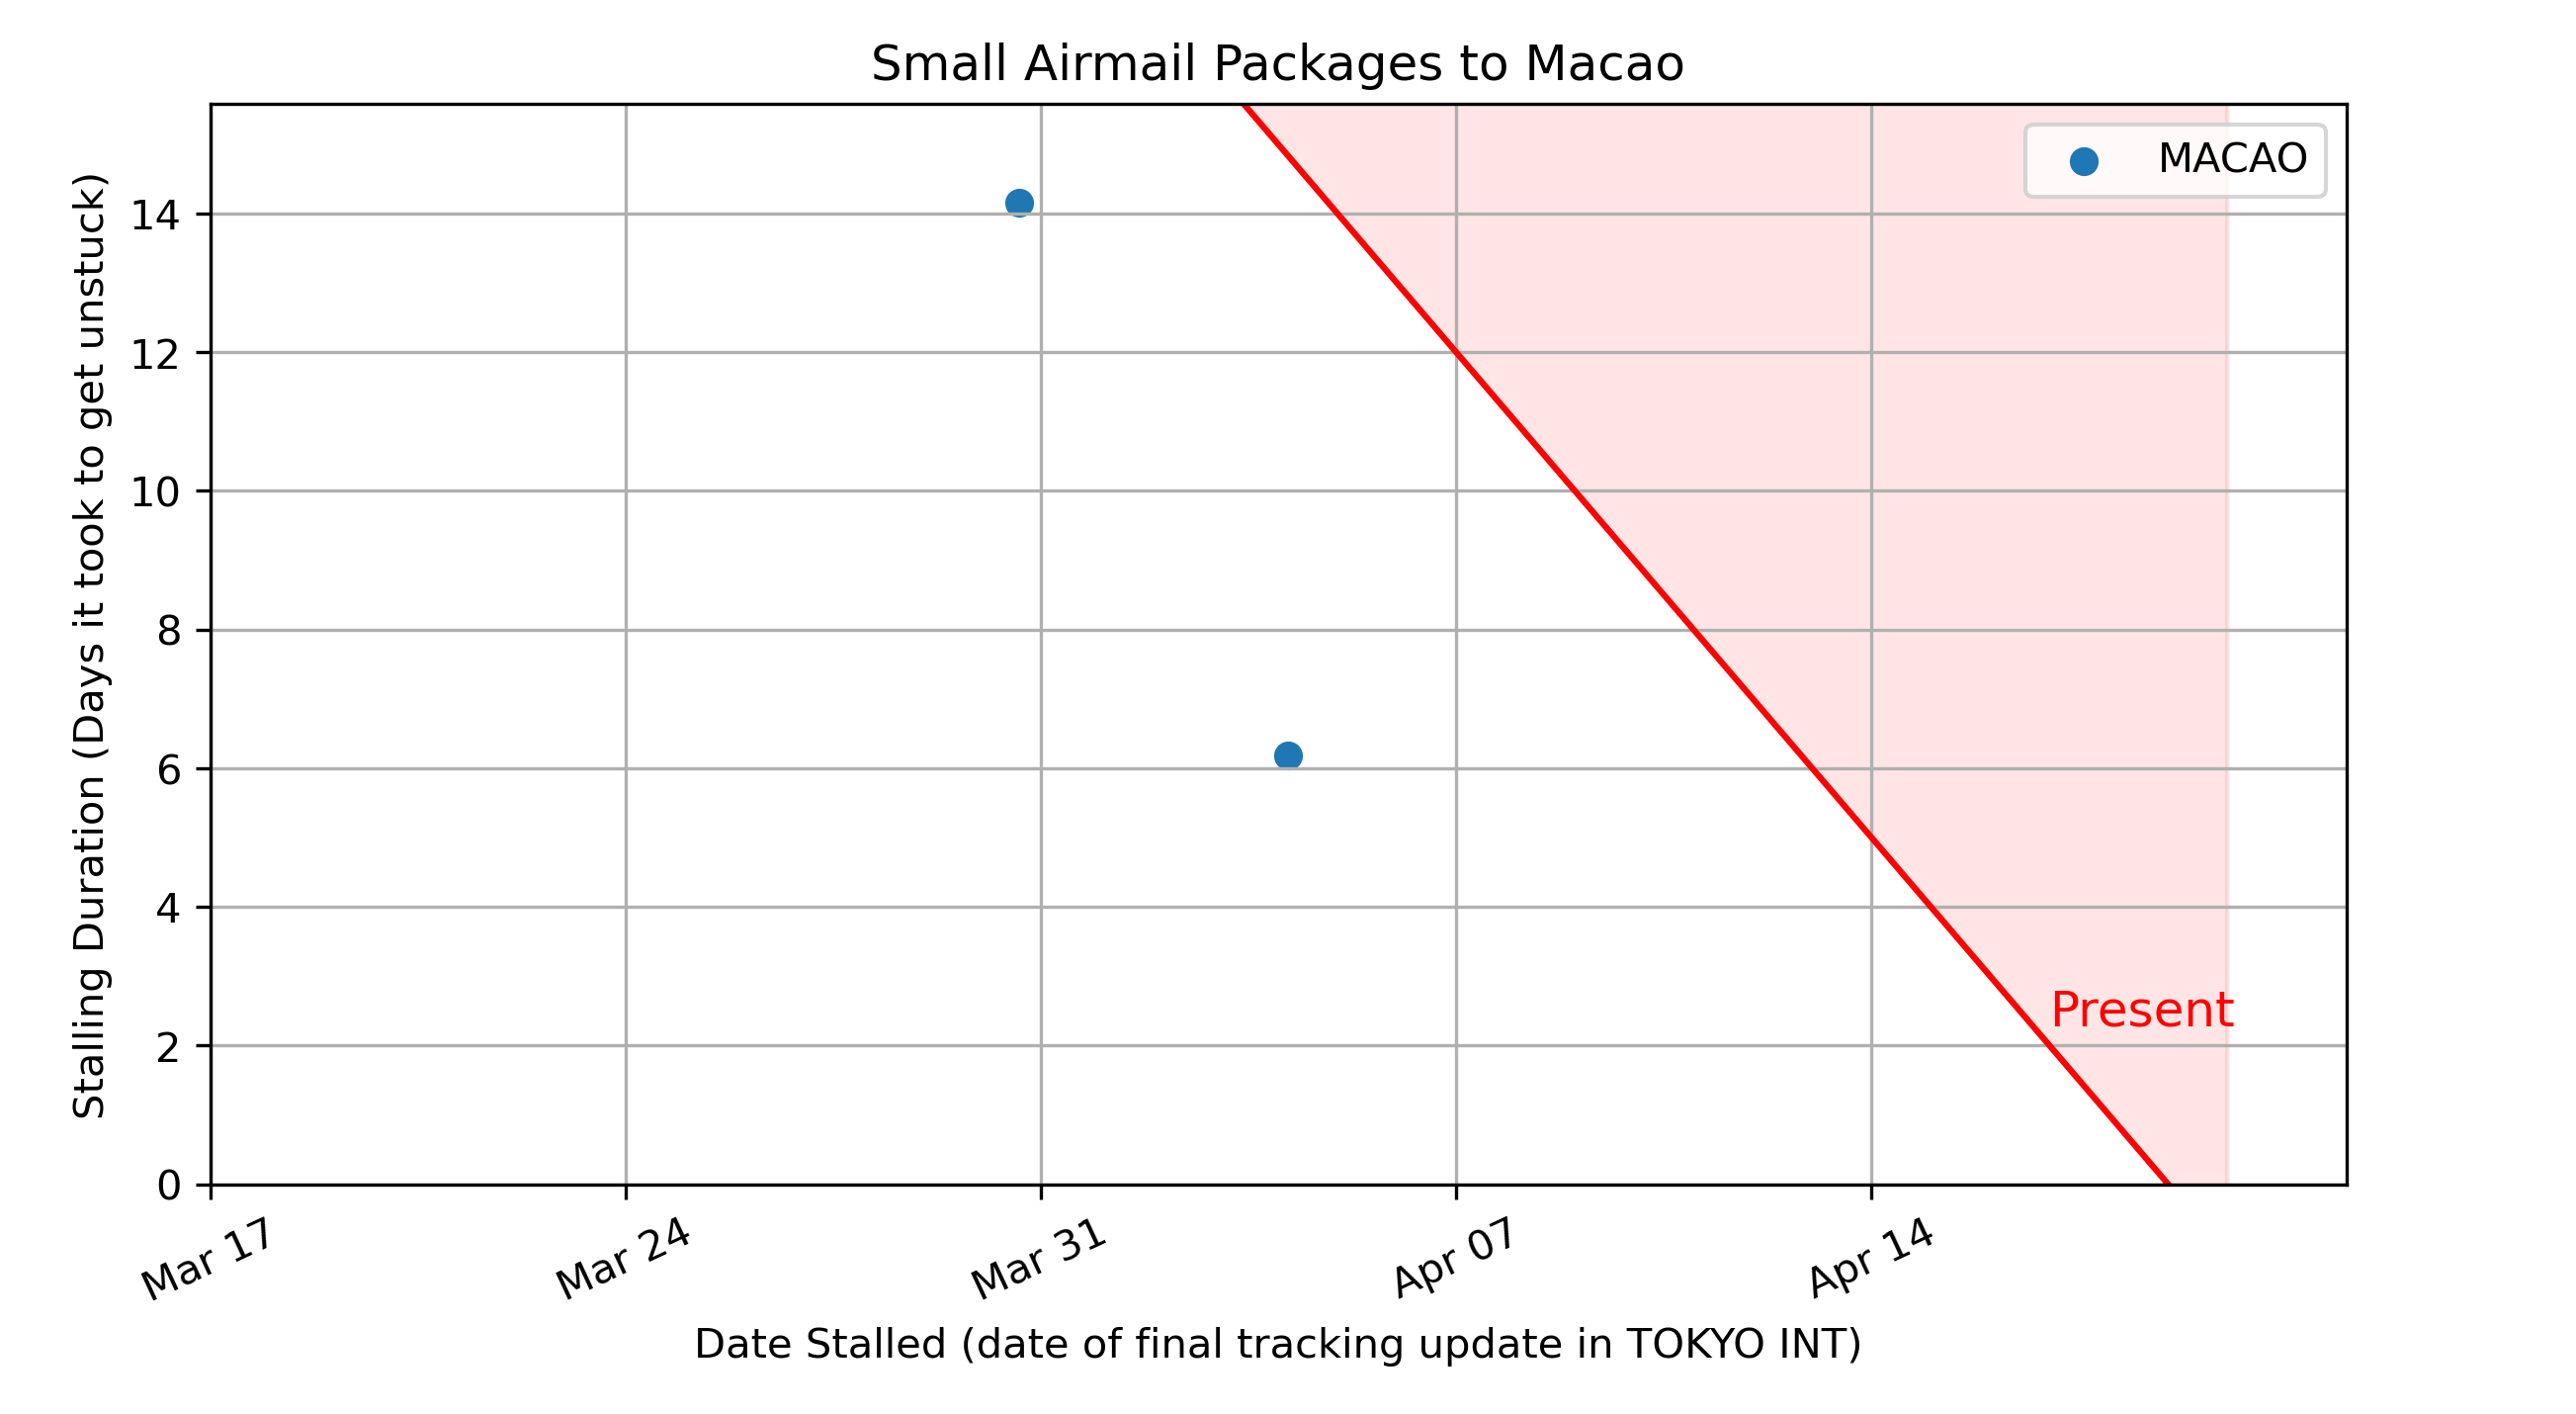 Small Airmail Packages to Macao
MACAO
Stalling Duration (Days it took to get unstuck)
14
12
10
8
6
4
2
0
Present
Mar 17
Mar 24
Mar 31
Apr 07
Apr 14
Date Stalled (date of final tracking update in TOKYO INT)